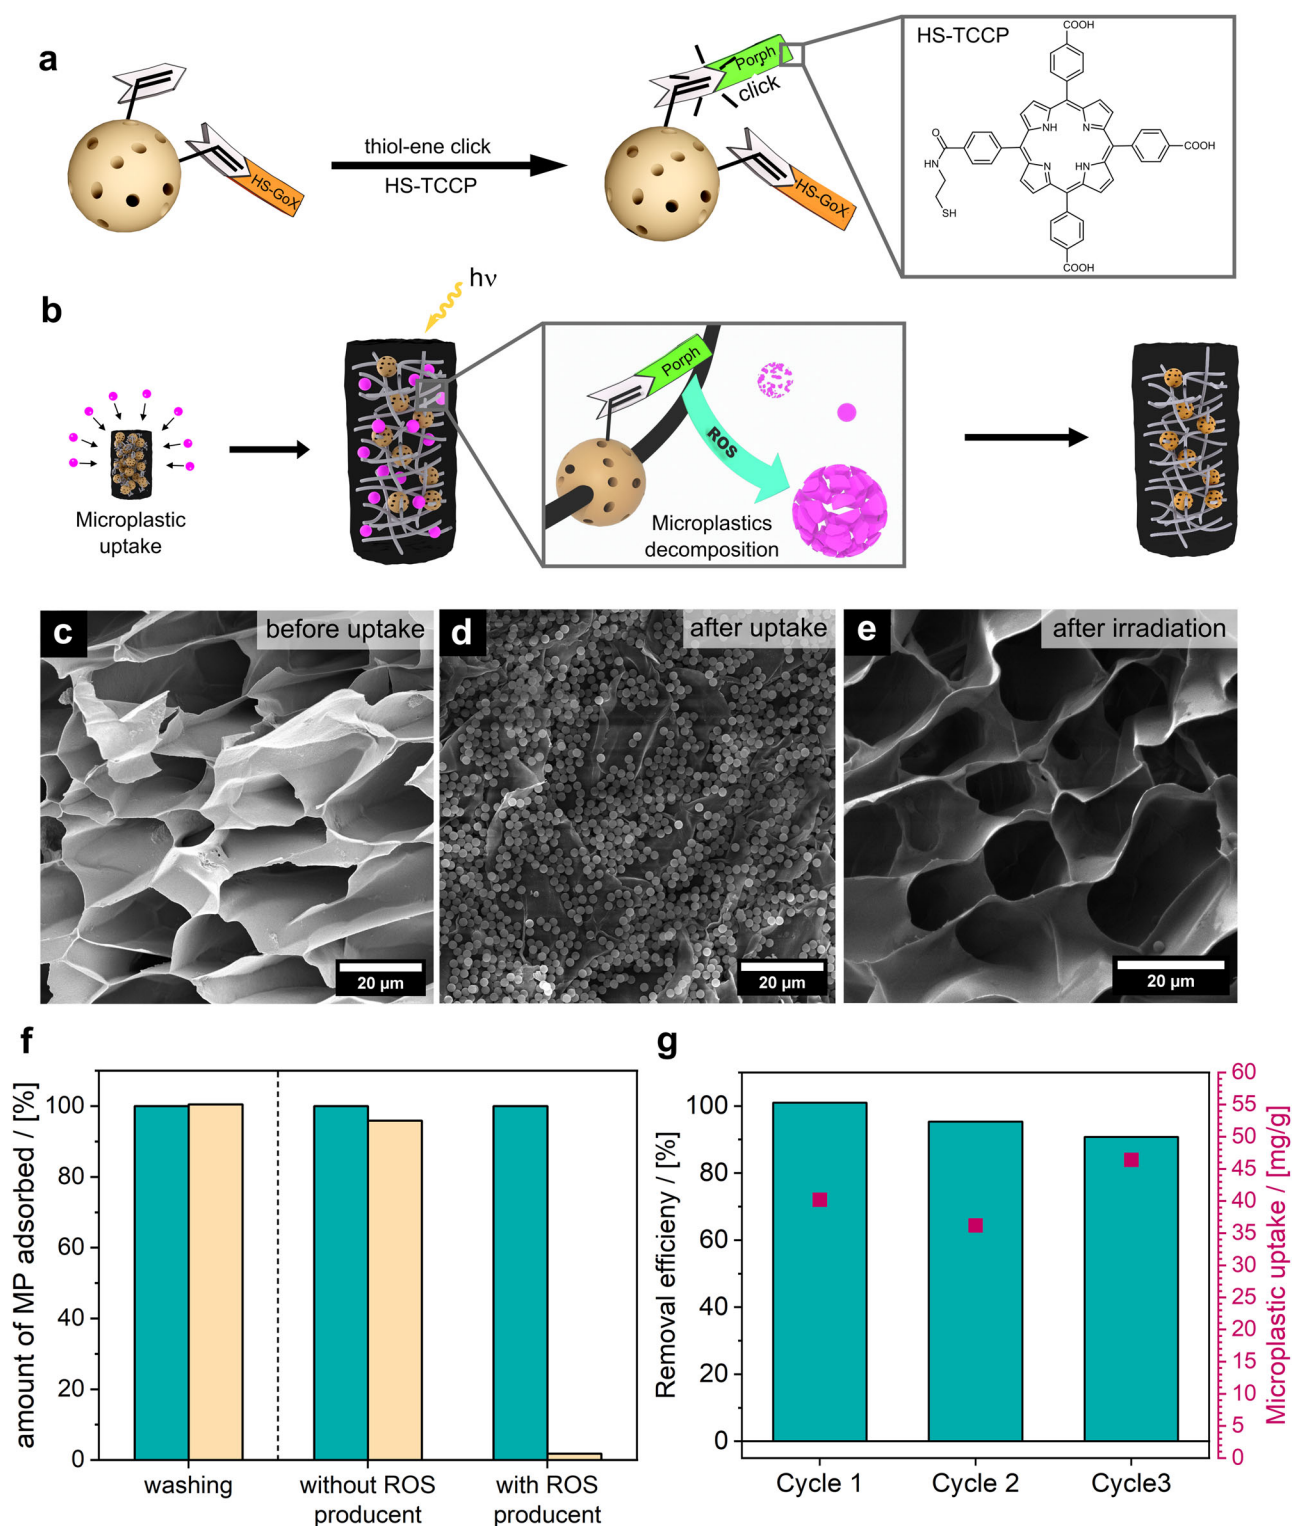 a
HS-GoX
thiol-ene click
HS-TCCP
Porph
click
HS-GoX
HS-TCCP
COOH
NH
N
O
HN
SH
N
HN
COOH
COOH
b
hν
Microplastic
uptake
Porph
ROS
Microplastics
decomposition
c
before uptake
20 µm
d
after uptake
20 µm
e
after irradiation
20 µm
f
amount of MP adsorbed / [%]
100
80
60
40
20
0
washing
without ROS
producent
with ROS
producent
g
Removal efficieny / [%]
100
80
60
40
20
0
Cycle 1
Cycle 2
Cycle3
60
55
50
45
40
35
30
25
20
15
10
5
0
Microplastic uptake / [mg/g]